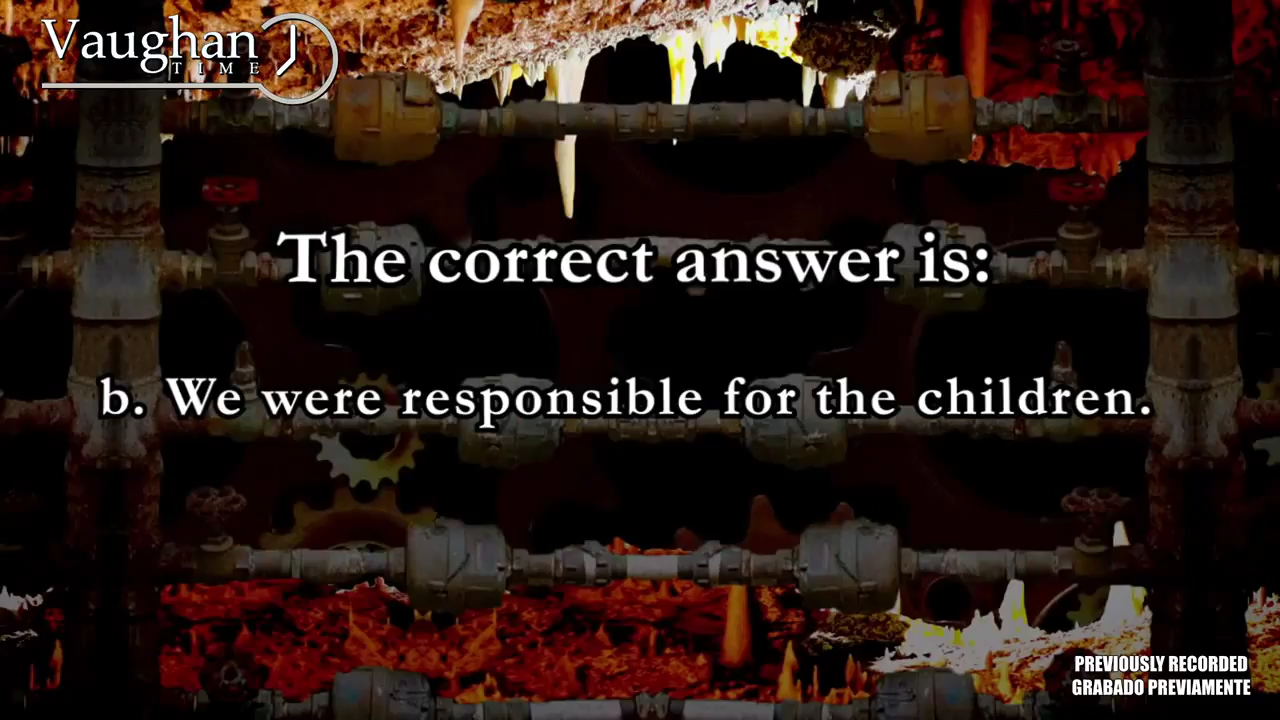 Vaughan
TIME
The correct answer is:
b. We were responsible for the children.
PREVIOUSLY RECORDED
GRABADO PREVIAMENTE